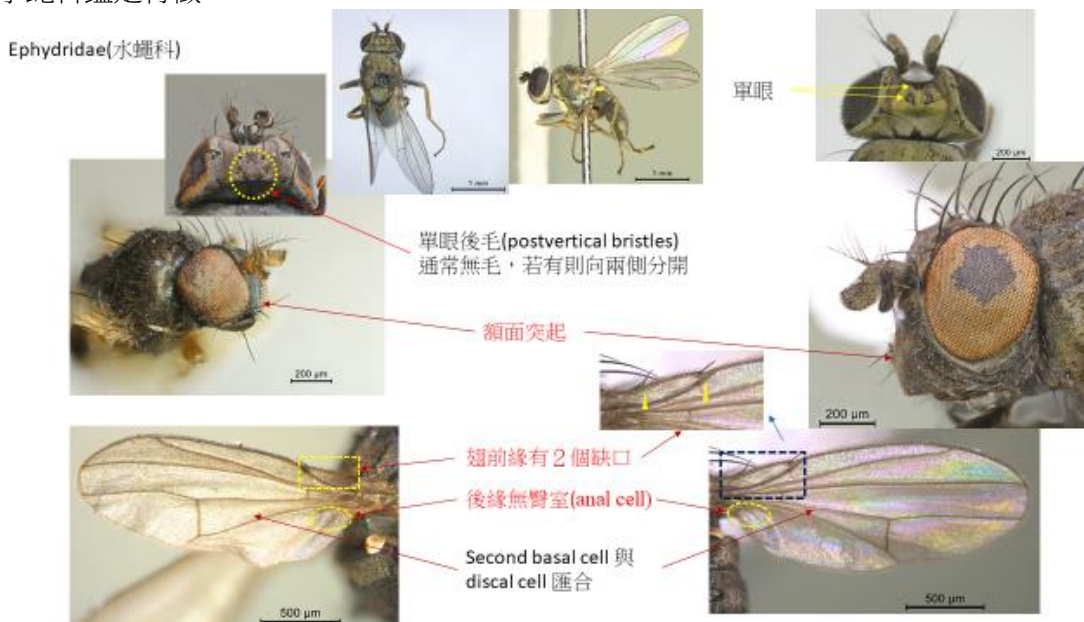 Ephydridae(水蠅科)
單眼
200 µm
1 mm
1 mm
單眼後毛(postvertical bristles)
通常無毛，若有則向兩側分開
額面突起
200 µm
200 µm
翅前緣有２個缺口
後緣無臀室(anal cell)
Second basal cell 與
discal cell 匯合
500 µm
500 µm